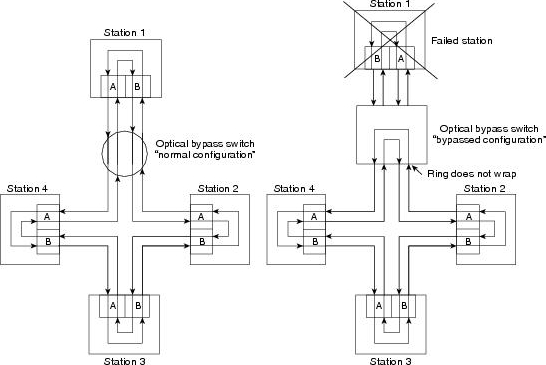 Station 1
A B
Optical bypass switch
"normal configuration"
Station 4
Station 2
A
B
A
B
A B
Station 3
Station 1
Failed station
B A
Optical bypass switch
"bypassed configuration"
Ring does not wrap
Station 4
Station 2
A
B
A
B
A B
Station 3